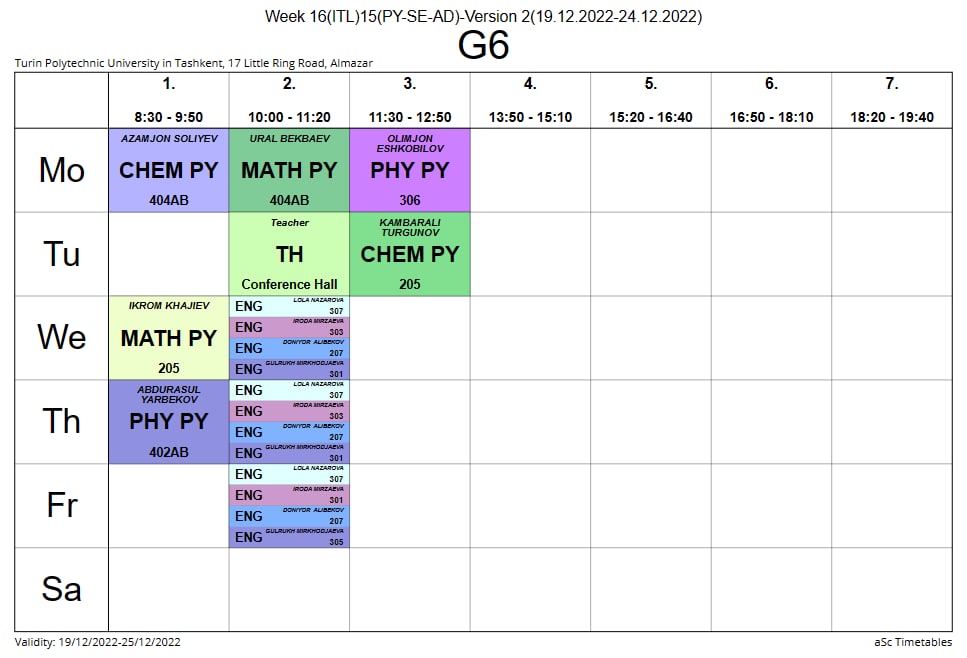 Week 16(ITL)15(PY-SE-AD)-Version 2(19.12.2022-24.12.2022)
G6
Turin Polytechnic University in Tashkent, 17 Little Ring Road, Almazar
1. 2. 3. 4. 5. 6. 7.
8:30 - 9:50 10:00 - 11:20 11:30 - 12:50 13:50 - 15:10 15:20 - 16:40 16:50 - 18:10 18:20 - 19:40
Mo
AZAMJON SOLIYEV
CHEM PY
404AB
URAL BEKBAEV
MATH PY
404AB
OLIMJON
ESHKOBILOV
PHY PY
306
Tu
Teacher
TH
Conference Hall
KAMBARALI
TURGUNOV
CHEM PY
205
We
IKROM KHAJIEV
MATH PY
205
ENG LOLA NAZAROVA
307
ENG IRODA MIRZAEVA
303
ENG DONIYOR ALIBEKOV
207
ENG GULRUKH MIRKHODJAEVA
301
Th
ABDURASUL
YARBEKOV
PHY PY
402AB
ENG LOLA NAZAROVA
307
ENG IRODA MIRZAEVA
303
ENG DONIYOR ALIBEKOV
207
ENG GULRUKH MIRKHODJAEVA
301
Fr
ENG LOLA NAZAROVA
307
ENG IRODA MIRZAEVA
301
ENG DONIYOR ALIBEKOV
207
ENG GULRUKH MIRKHODJAEVA
305
Sa
Validity: 19/12/2022-25/12/2022
aSc Timetables